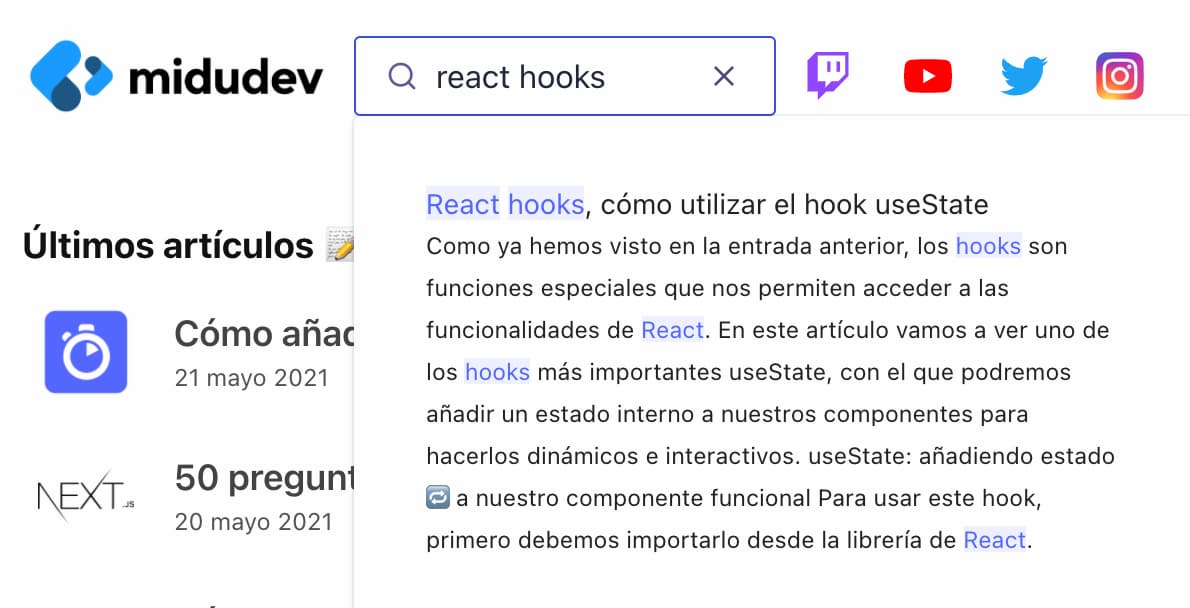 midudev
react hooks
React hooks, cómo utilizar el hook useState
Como ya hemos visto en la entrada anterior, los hooks son
funciones especiales que nos permiten acceder a las
funcionalidades de React. En este artículo vamos a ver uno de
los hooks más importantes useState, con el que podremos
añadir un estado interno a nuestros componentes para
hacerlos dinámicos e interactivos. useState: añadiendo estado
🔁 a nuestro componente funcional Para usar este hook,
primero debemos importarlo desde la librería de React.
Últimos artículos 📝
Cómo añad
21 mayo 2021
NEXT.JS
50 pregunt
20 mayo 2021